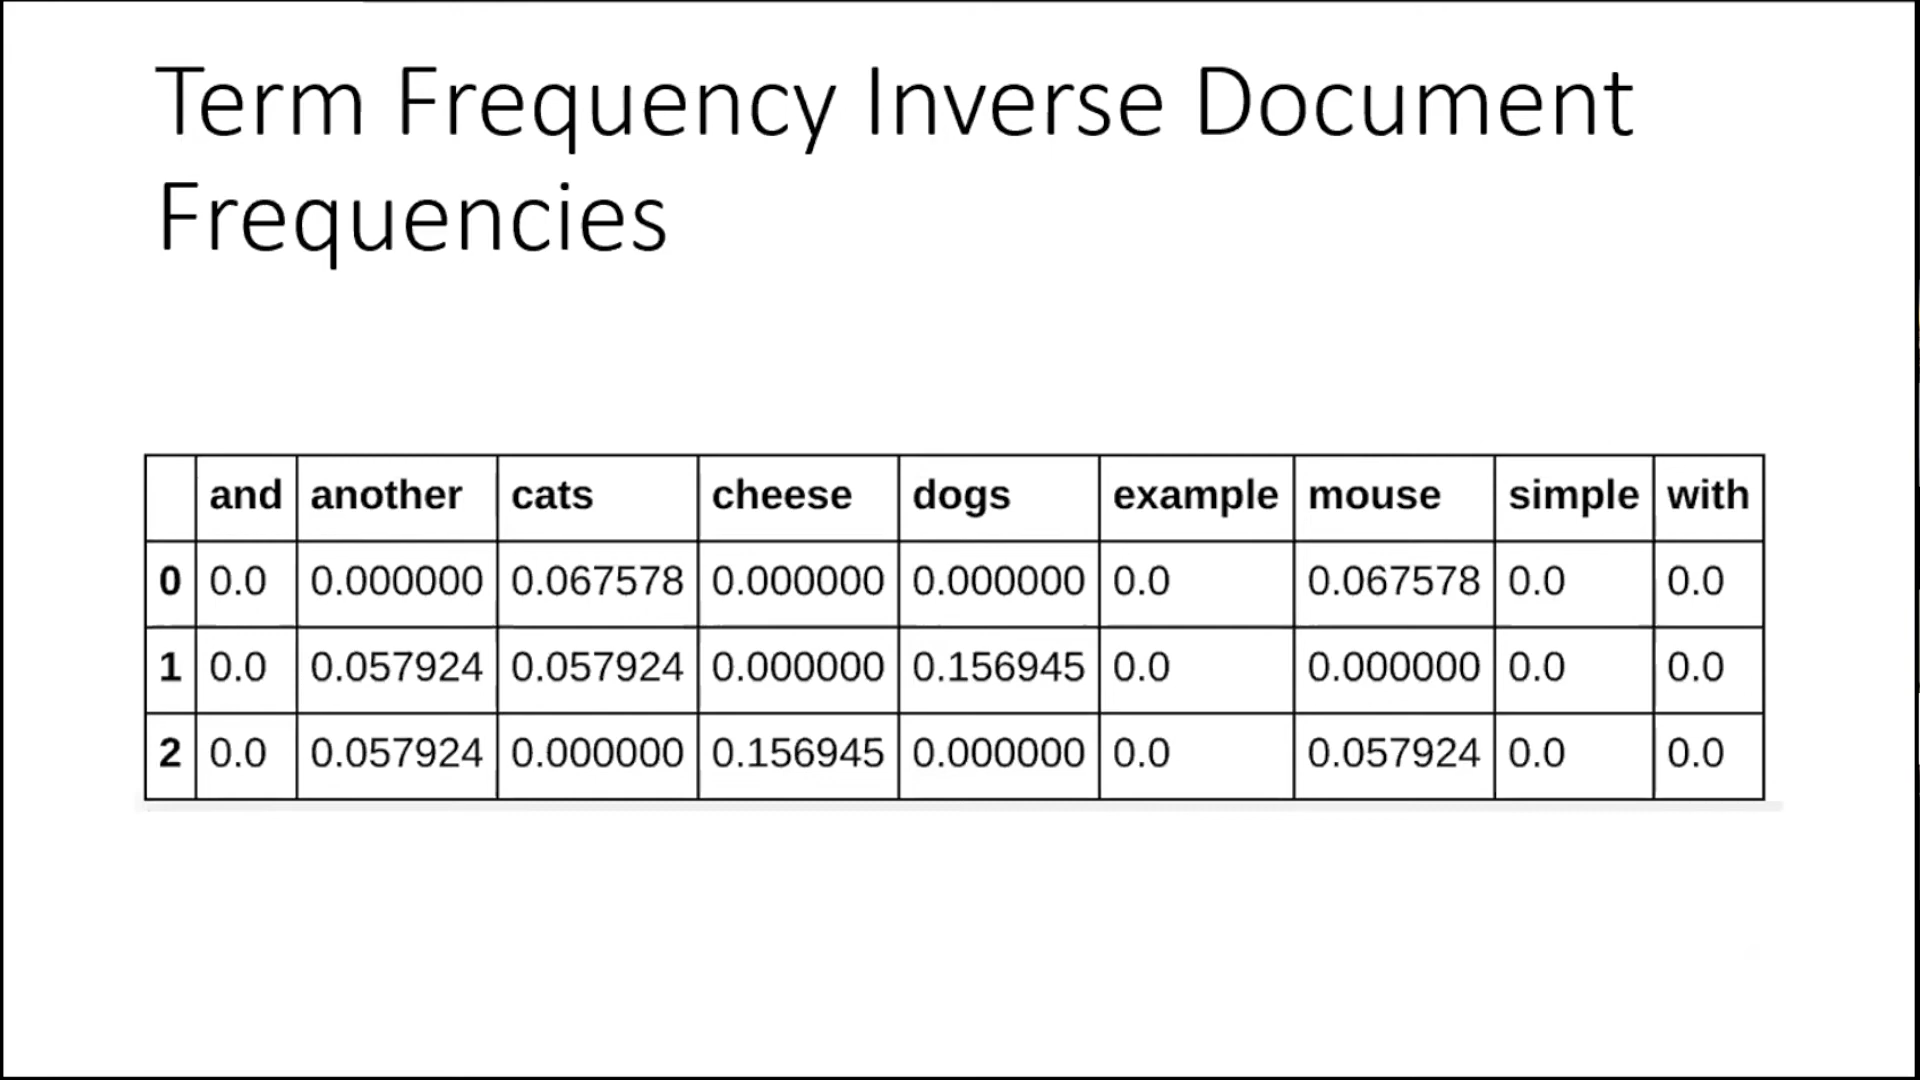 Term Frequency Inverse Document
Frequencies
and another cats cheese dogs example mouse simple with
0 0.0 0.000000 0.067578 0.000000 0.000000 0.0 0.067578 0.0 0.0
1 0.0 0.057924 0.057924 0.000000 0.156945 0.0 0.000000 0.0 0.0
2 0.0 0.057924 0.000000 0.156945 0.000000 0.0 0.057924 0.0 0.0